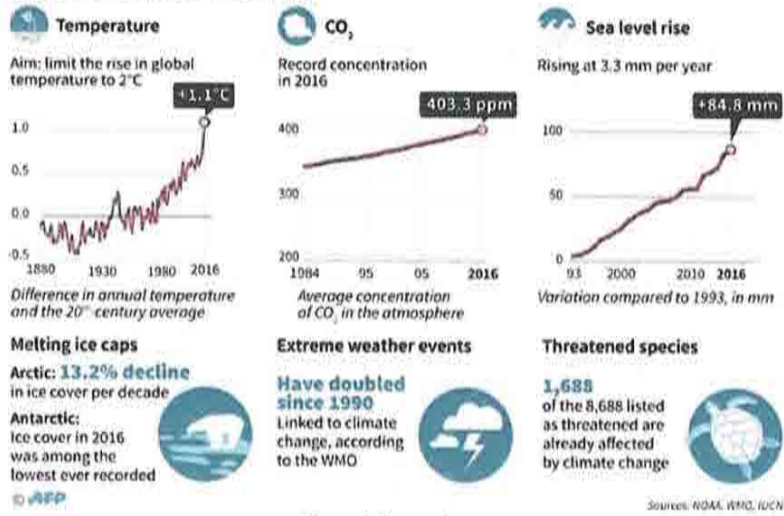 Temperature
Aim: limit the rise in global
temperature to 2°C
+1.1°C
1.0
0.5
0.0
-0.5
1880 1930 1980 2016
Difference in annual temperature
and the 20th century average
CO2
Record concentration
in 2016
403.3 ppm
400
300
200
1984 95 05 2016
Average concentration
of CO2 in the atmosphere
Sea level rise
Rising at 3.3 mm per year
+84.8 mm
100
50
0
93 2000 2010 2016
Variation compared to 1993, in mm
Melting ice caps
Arctic: 13.2% decline
in ice cover per decade
Antarctic:
Ice cover in 2016
was among the
lowest ever recorded
Extreme weather events
Have doubled
since 1990
Linked to climate
change, according
to the WMO
Threatened species
1,688
of the 8,688 listed
as threatened are
already affected
by climate change
© AFP
Sources: NOAA, WMO, IUCN